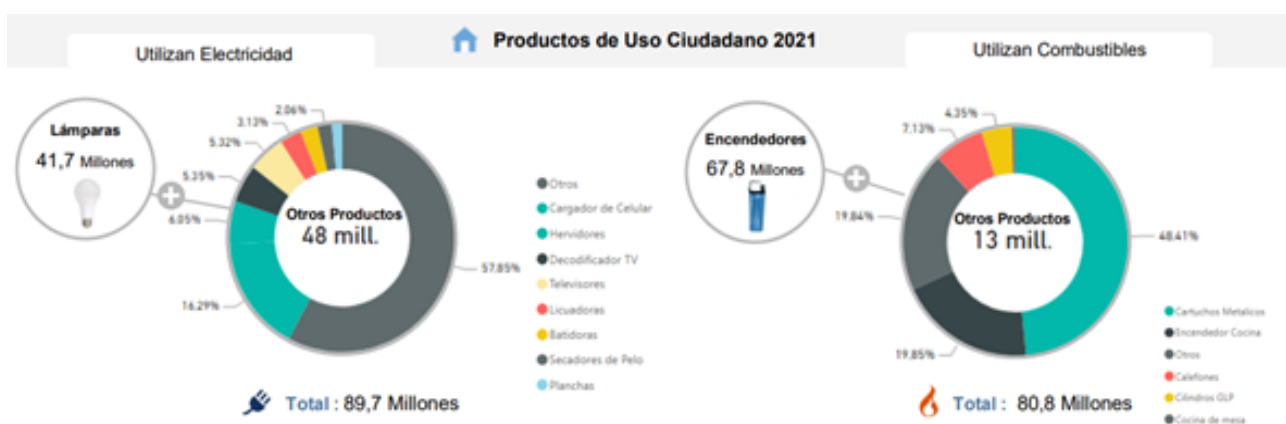 Productos de Uso Ciudadano 2021
Utilizan Electricidad
Lámparas
41,7 Millones
2.06%
3.13%
5.32%
5.35%
6.05%
16.29%
57.85%
Otros Productos
48 mill.
Otros
Cargador de Celular
Hervidores
Decodificador TV
Televisores
Licuadoras
Batidoras
Secadores de Pelo
Planchas
Total : 89,7 Millones
Utilizan Combustibles
Encendedores
67,8 Millones
4.35%
7.13%
19.84%
19.85%
48.41%
Otros Productos
13 mill.
Cartuchos Metalicos
Encendedor Cocina
Otros
Calefones
Cilindros GLP
Cocina de mesa
Total : 80,8 Millones